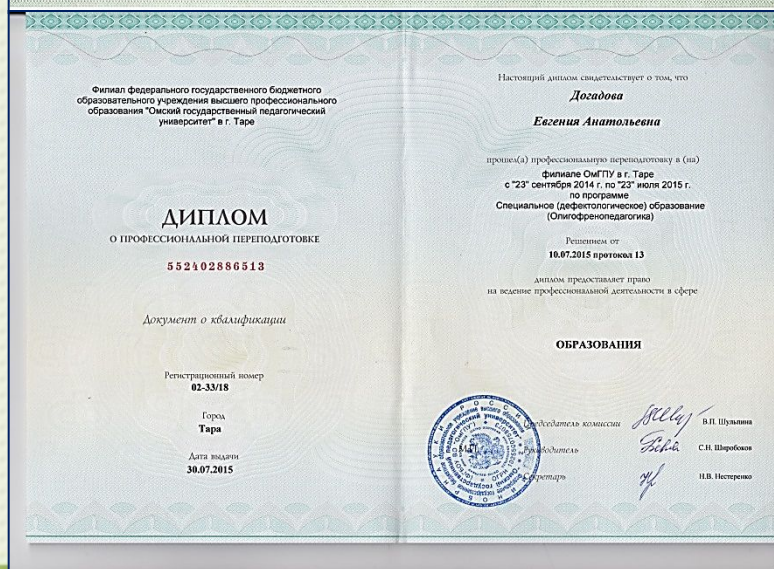 Филиал федерального государственного бюджетного
образовательного учреждения высшего профессионального
образования "Омский государственный педагогический
университет" в г. Таре
ДИПЛОМ
О ПРОФЕССИОНАЛЬНОЙ ПЕРЕПОДГОТОВКЕ
552402886513
Документ о квалификации
Регистрационный номер
02-33/18
Город
Тара
Дата выдачи
30.07.2015
Настоящий диплом свидетельствует о том, что
Догадова
Евгения Анатольевна
прошел(а) профессиональную переподготовку в (на)
филиале ОмГПУ в г. Таре
с "23" сентября 2014 г. по "23" июля 2015 г.
по программе
Специальное (дефектологическое) образование
(Олигофренопедагогика)
Решением от
10.07.2015 протокол 13
диплом предоставляет право
на ведение профессиональной деятельности в сфере
ОБРАЗОВАНИЯ
Председатель комиссии В.П. Шульпина
Руководитель С.Н. Широбоков
Секретарь Н.В. Нестеренко